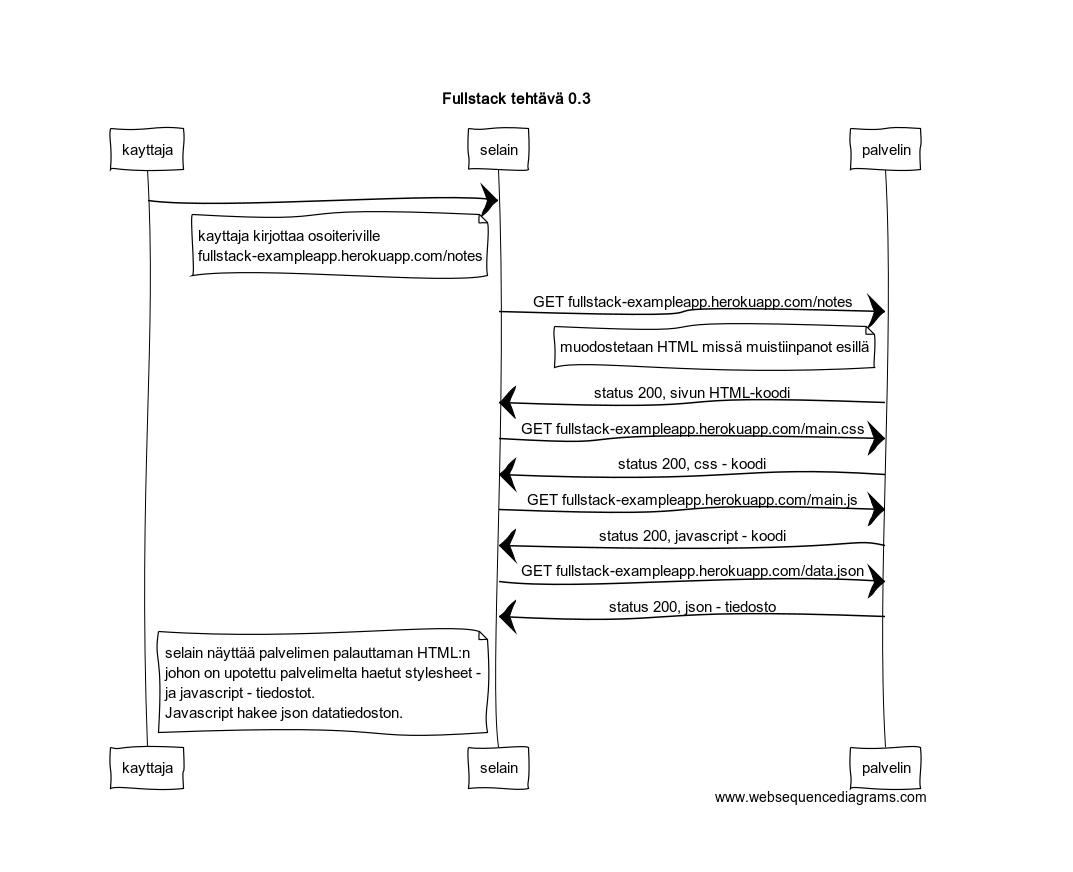 Fullstack tehtävä 0.3
kayttaja
selain
palvelin
kayttaja kirjottaa osoiteriville
fullstack-exampleapp.herokuapp.com/notes
GET fullstack-exampleapp.herokuapp.com/notes
muodostetaan HTML missä muistiinpanot esillä
status 200, sivun HTML-koodi
GET fullstack-exampleapp.herokuapp.com/main.css
status 200, css - koodi
GET fullstack-exampleapp.herokuapp.com/main.js
status 200, javascript - koodi
GET fullstack-exampleapp.herokuapp.com/data.json
status 200, json - tiedosto
selain näyttää palvelimen palauttaman HTML:n
johon on upotettu palvelimelta haetut stylesheet -
ja javascript - tiedostot.
Javascript hakee json datatiedoston.
kayttaja
selain
palvelin
www.websequencediagrams.com